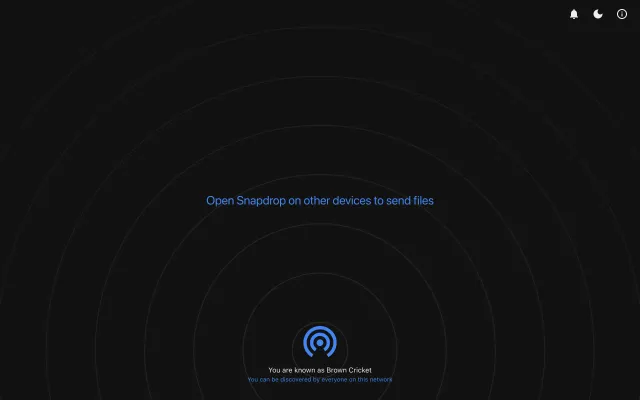 Open Snapdrop on other devices to send files
You are known as Brown Cricket
You can be discovered by everyone on this network